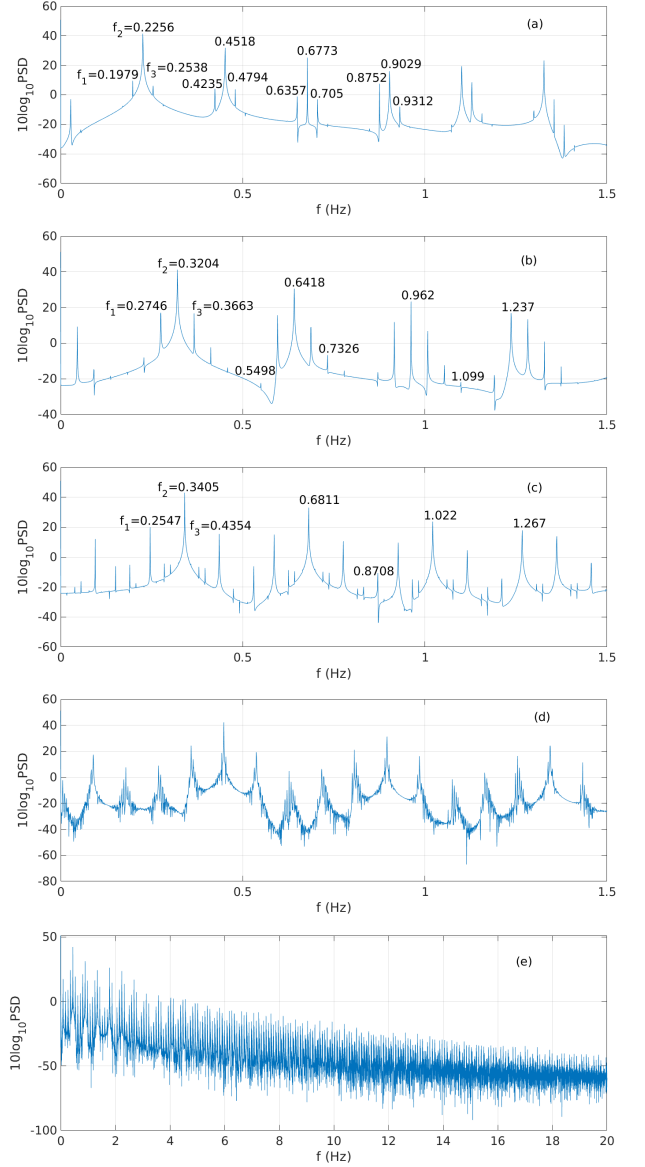 60
40
20
0
-20
-40
-60
10log10PSD
(a)
f2=0.2256
f1=0.1979
f3=0.2538
0.4518
0.4235
0.4794
0.6773
0.6357
0.705
0.9029
0.8752
0.9312
0 0.5 1 1.5
f (Hz)
60
40
20
0
-20
-40
10log10PSD
(b)
f2=0.3204
f1=0.2746
f3=0.3663
0.6418
0.5498
0.7326
0.962
1.099
1.237
0 0.5 1 1.5
f (Hz)
60
40
20
0
-20
-40
-60
10log10PSD
(c)
f2=0.3405
f1=0.2547
f3=0.4354
0.6811
0.8708
1.022
1.267
0 0.5 1 1.5
f (Hz)
60
40
20
0
-20
-40
-60
-80
10log10PSD
(d)
0 0.5 1 1.5
f (Hz)
50
0
-50
-100
10log10PSD
(e)
0 2 4 6 8 10 12 14 16 18 20
f (Hz)